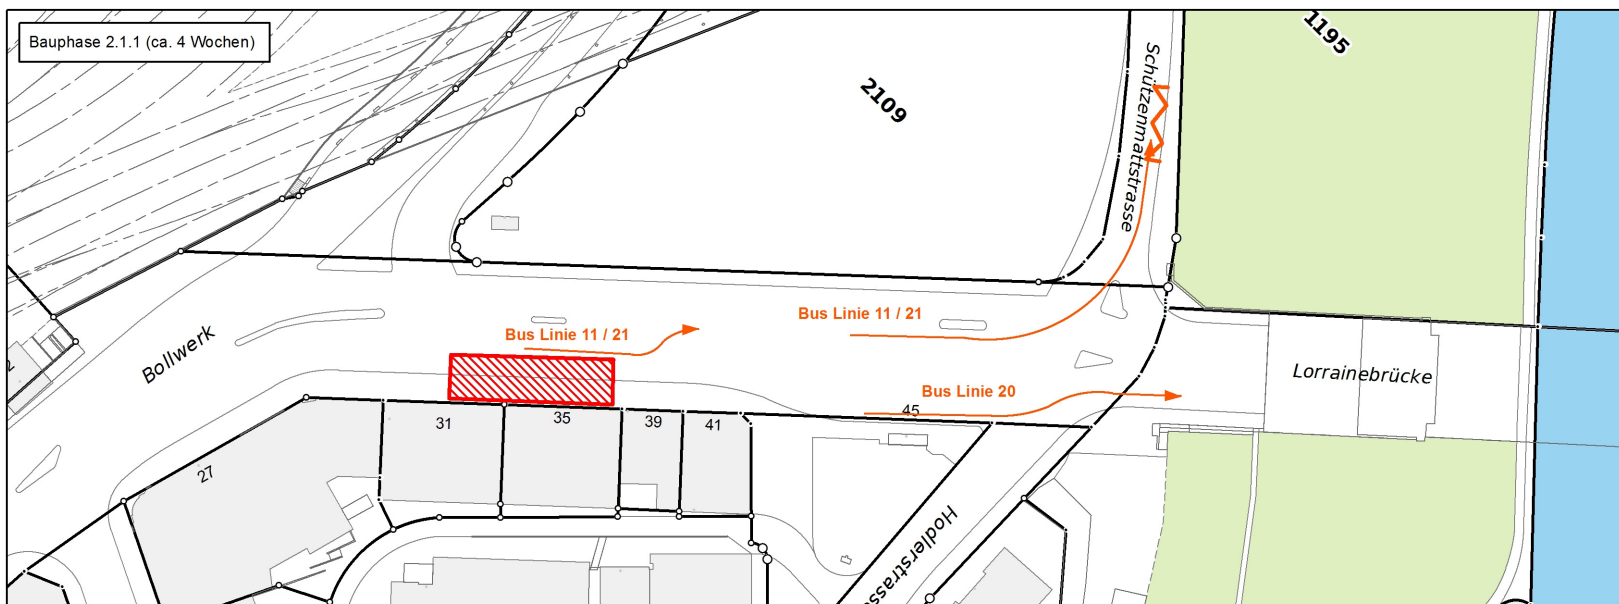 Bauphase 2.1.1 (ca. 4 Wochen)
1195
2109
Schützenmattstrasse
Bus Linie 11 / 21
Bus Linie 11 / 21
Bollwerk
Lorrainebrücke
Bus Linie 20
45
31
35
39
41
27
Hodlerstrasse